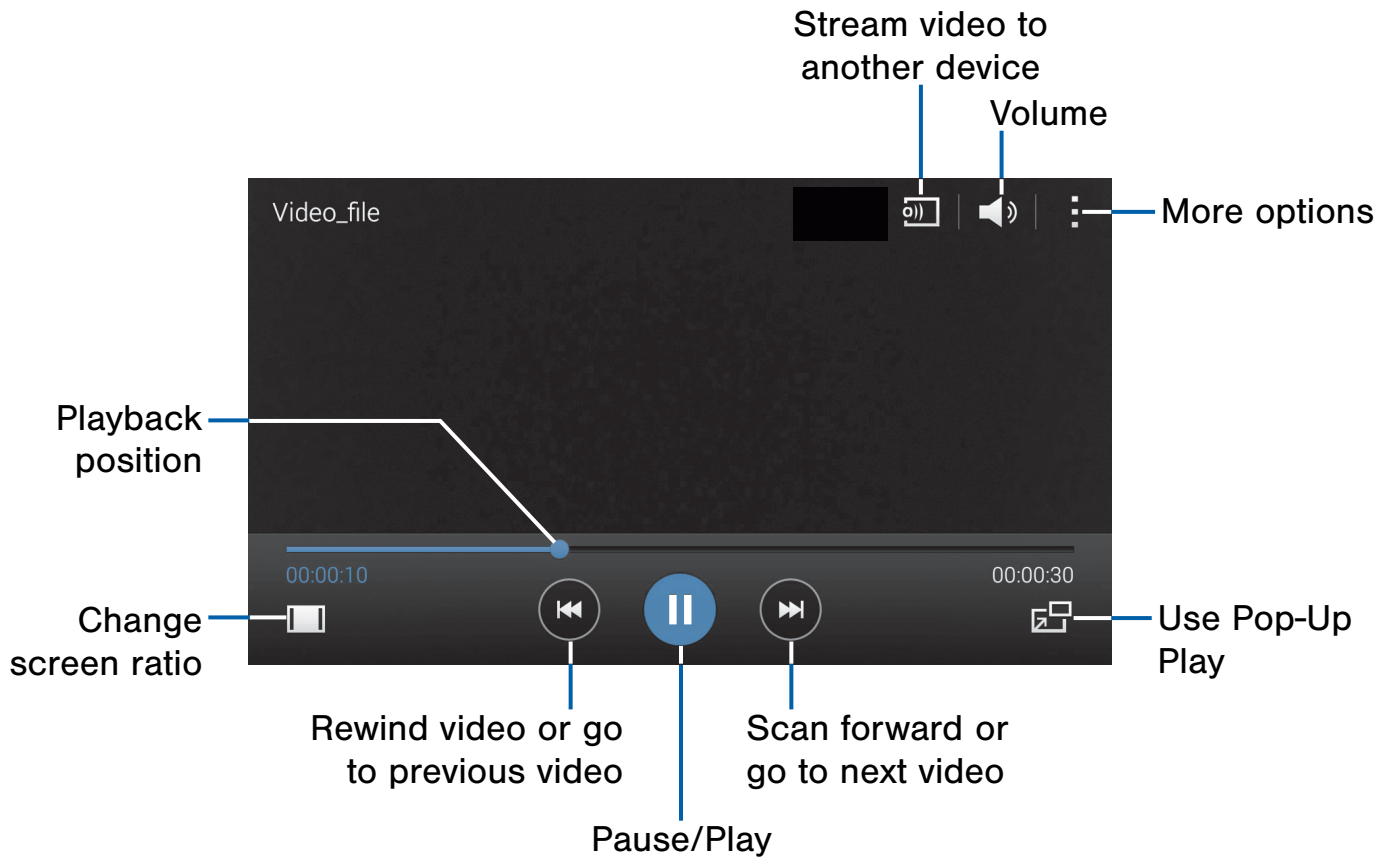 Stream video to
another device
Volume
Video_file
More options
Playback
position
00:00:10
00:00:30
Change
screen ratio
Use Pop-Up
Play
Rewind video or go
to previous video
Scan forward or
go to next video
Pause/Play